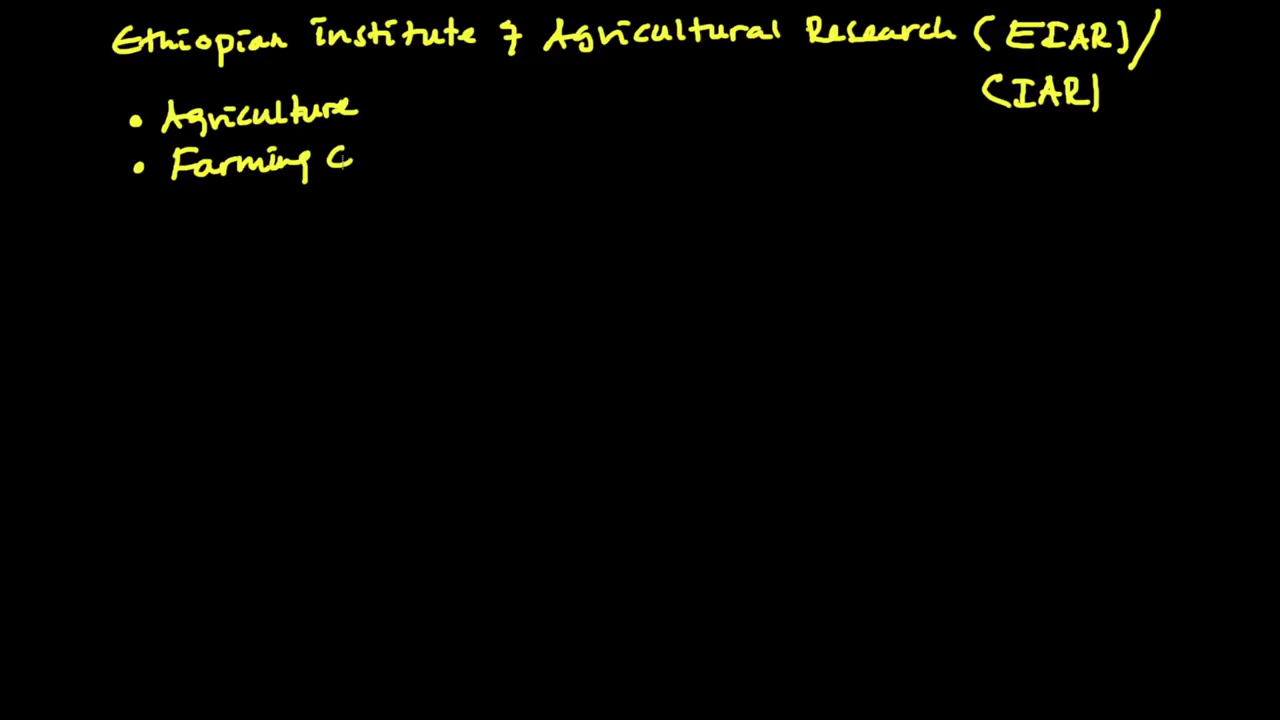 Ethiopian Institute of Agricultural Research (EIAR)/
(IAR)
• Agriculture
• Farming C